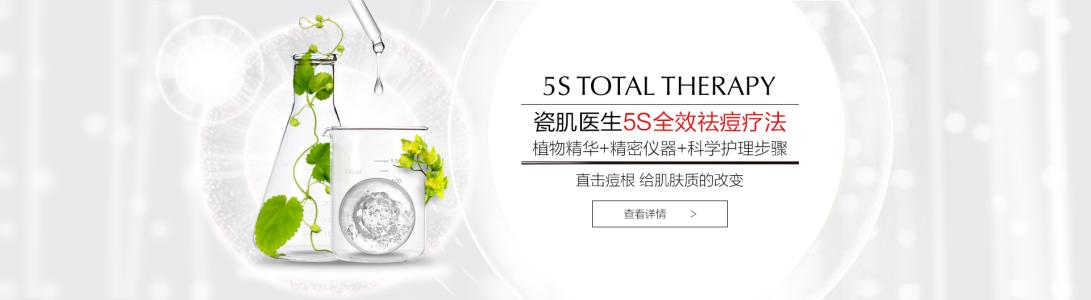 5S TOTAL THERAPY
瓷肌医生5S全效祛痘疗法
植物精华+精密仪器+科学护理步骤
直击痘根 给肌肤质的改变
查看详情 >